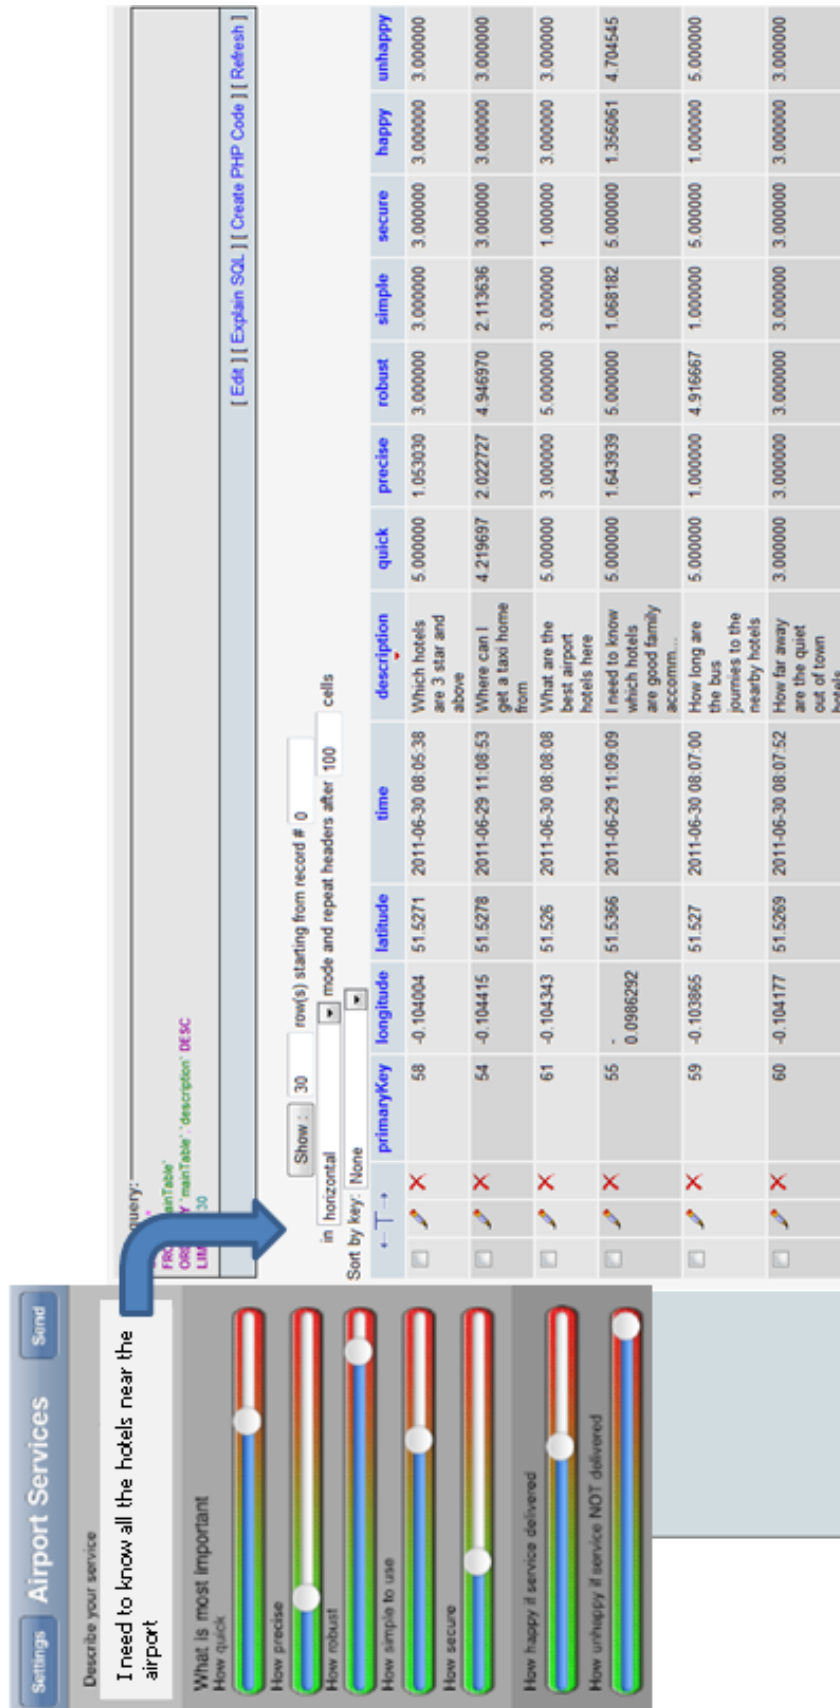 Settings Airport Services Send
Describe your service
I need to know all the hotels near the
airport
What is most important
How quick
How precise
How robust
How simple to use
How secure
How happy if service delivered
How unhappy if service NOT delivered
query:
ORDER BY `mainTable`.`description` DESC
30
[ Edit ] [ Explain SQL ] [ Create PHP Code ] [ Refresh ]
Show : 30 row(s) starting from record # 0
in horizontal mode and repeat headers after 100 cells
Sort by key: None
←T→ primaryKey longitude latitude time description quick precise robust simple secure happy unhappy
58 -0.104004 51.5271 2011-06-30 08:05:38 Which hotels 5.000000 1.053030 3.000000 3.000000 3.000000 3.000000 3.000000
are 3 star and
above
54 -0.104415 51.5278 2011-06-29 11:08:53 Where can I 4.219697 2.022727 4.946970 2.113636 3.000000 3.000000 3.000000
get a taxi home
from
61 -0.104343 51.526 2011-06-30 08:08:08 What are the 5.000000 3.000000 5.000000 3.000000 1.000000 3.000000 3.000000
best airport
hotels here
55 - 51.5366 2011-06-29 11:09:09 I need to know 5.000000 1.643939 5.000000 1.068182 5.000000 1.356061 4.704545
0.0986292 which hotels
are good family
accomm...
59 -0.103865 51.527 2011-06-30 08:07:00 How long are 5.000000 1.000000 4.916667 1.000000 5.000000 1.000000 5.000000
the bus
journies to the
nearby hotels
60 -0.104177 51.5269 2011-06-30 08:07:52 How far away 3.000000 3.000000 3.000000 3.000000 3.000000 3.000000 3.000000
are the quiet
out of town
hotels